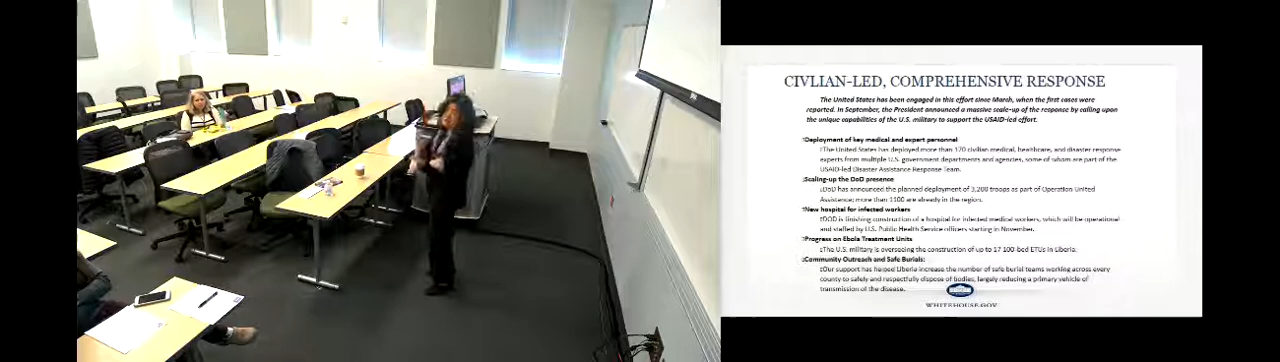 CIVLIAN-LED, COMPREHENSIVE RESPONSE
The United States has been engaged in this effort since March, when the first cases were
reported. In September, the President announced a massive scale-up of the response by calling upon
the unique capabilities of the U.S. military to support the USAID-led effort.
Deployment of key medical and expert personnel
The United States has deployed more than 170 civilian medical, healthcare, and disaster response
experts from multiple U.S. government departments and agencies, some of whom are part of the
USAID-led Disaster Assistance Response Team.
Scaling-up the DoD presence
DoD has announced the planned deployment of 3,200 troops as part of Operation United
Assistance; more than 1100 are already in the region.
New hospital for infected workers
DOD is finishing construction of a hospital for infected medical workers, which will be operational
and staffed by U.S. Public Health Service officers starting in November.
Progress on Ebola Treatment Units
The U.S. military is overseeing the construction of up to 17 100-bed ETUs in Liberia.
Community Outreach and Safe Burials:
Our support has helped Liberia increase the number of safe burial teams working across every
county to safely and respectfully dispose of bodies, largely reducing a primary vehicle of
transmission of the disease.
WHITEHOUSE.GOV